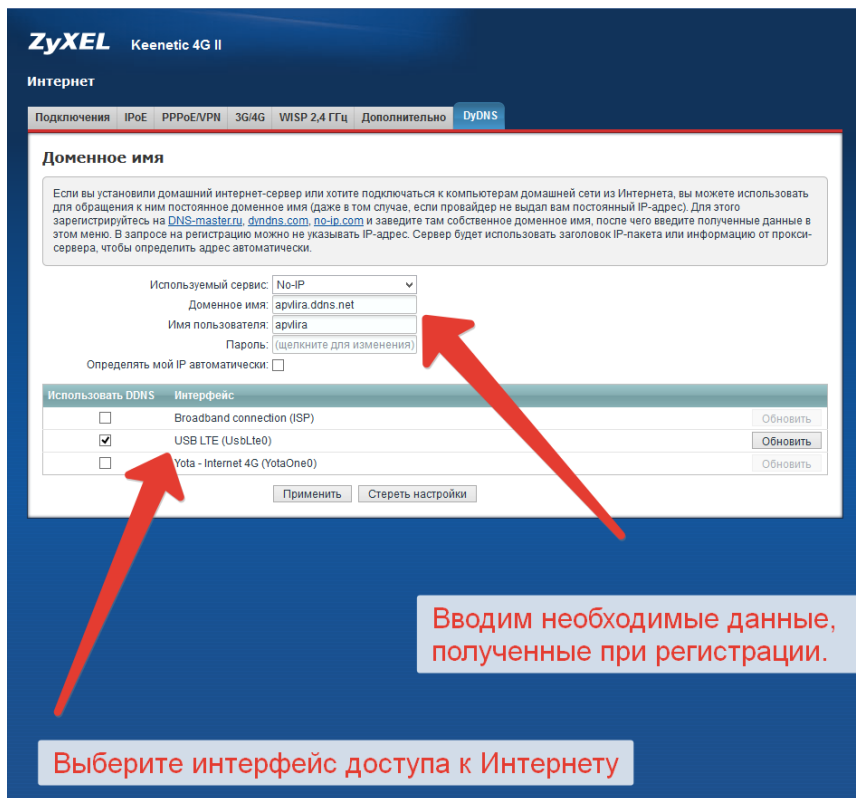 ZyXEL Keenetic 4G II
Интернет
Подключения IPoE PPPoE/VPN 3G/4G WISP 2,4 ГГц Дополнительно DyDNS
Доменное имя
Если вы установили домашний интернет-сервер или хотите подключаться к компьютерам домашней сети из Интернета, вы можете использовать
для обращения к ним постоянное доменное имя (даже в том случае, если провайдер не выдал вам постоянный IP-адрес). Для этого
зарегистрируйтесь на DNS-master.ru, dyndns.com, no-ip.com и заведите там собственное доменное имя, после чего введите полученные данные в
этом меню. В запросе на регистрацию можно не указывать IP-адрес. Сервер будет использовать заголовок IP-пакета или информацию от прокси-
сервера, чтобы определить адрес автоматически.
Используемый сервис: No-IP
Доменное имя: apvlira.ddns.net
Имя пользователя: apvlira
Пароль: (щелкните для изменения)
Определять мой IP автоматически:
Использовать DDNS Интерфейс
Broadband connection (ISP) Обновить
USB LTE (UsbLte0) Обновить
Yota - Internet 4G (YotaOne0) Обновить
Применить Стереть настройки
Вводим необходимые данные,
полученные при регистрации.
Выберите интерфейс доступа к Интернету